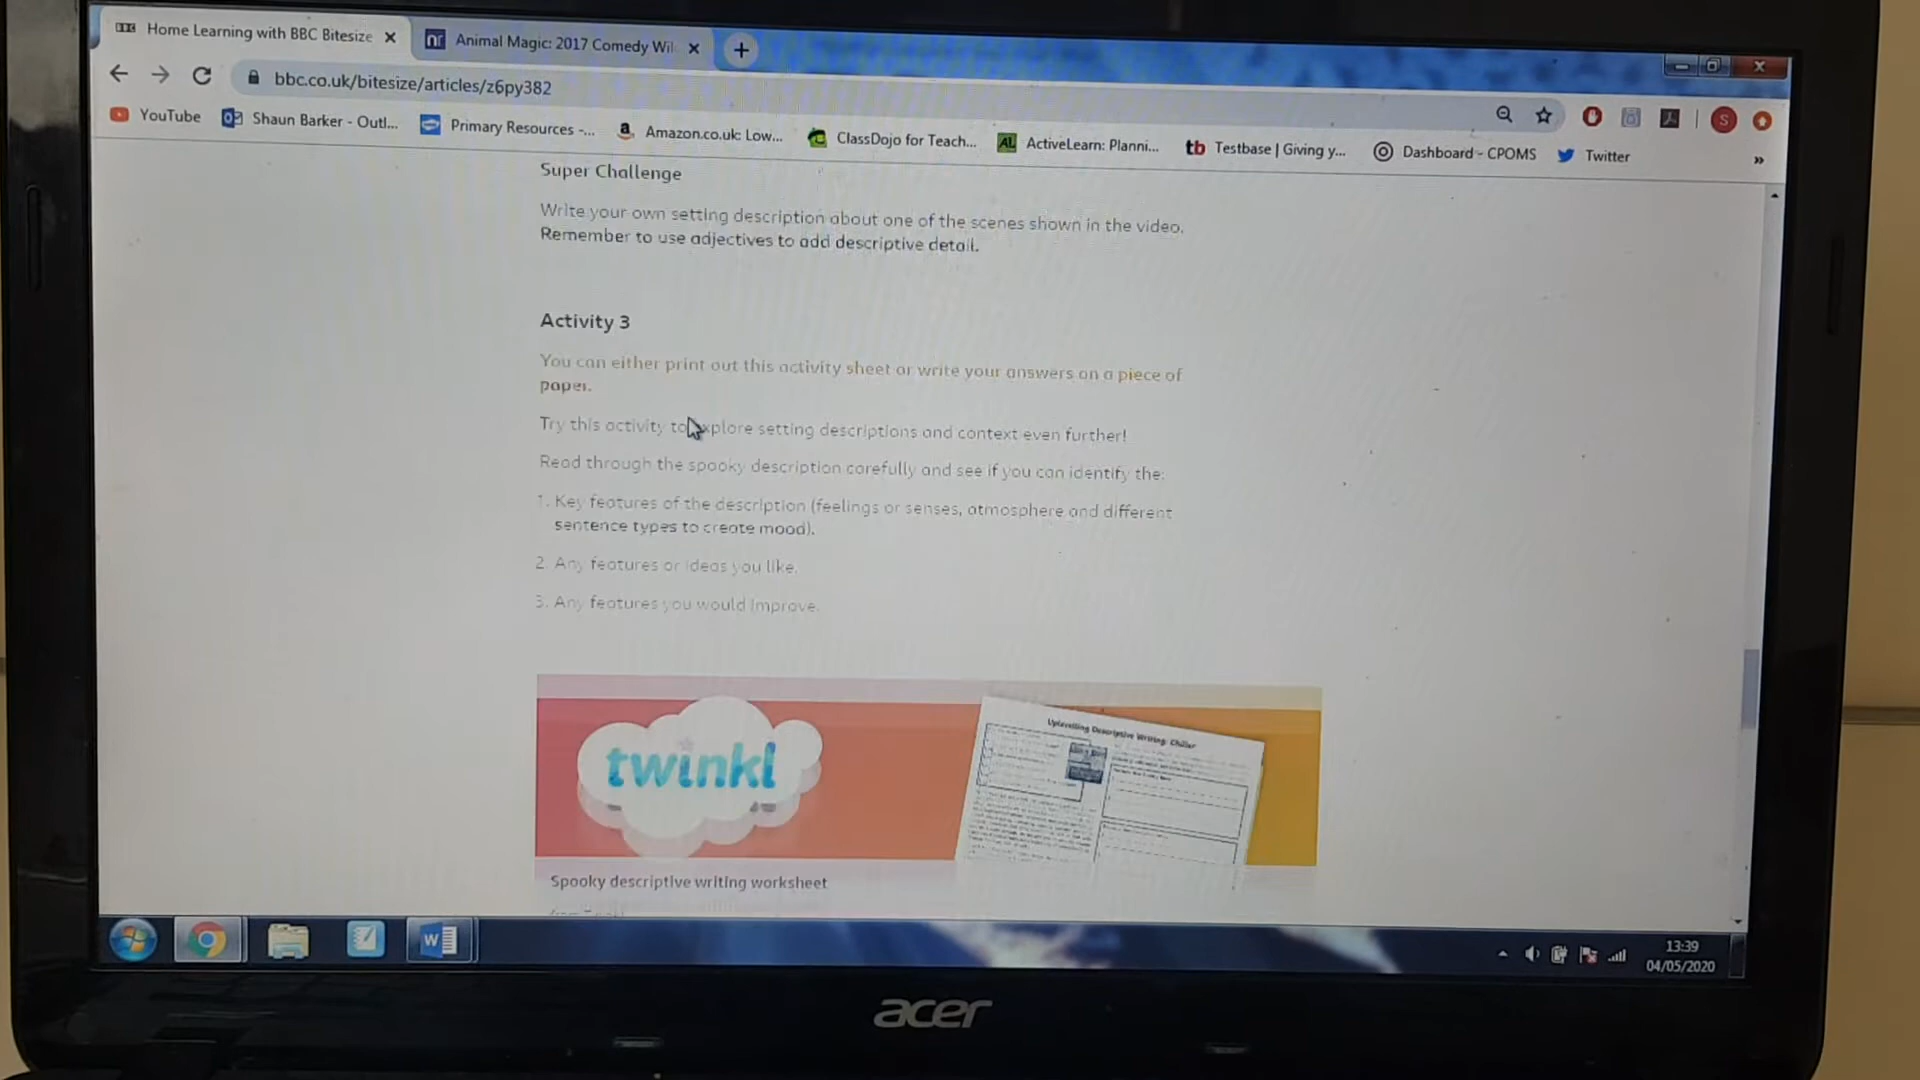 Home Learning with BBC Bitesize
Animal Magic: 2017 Comedy Wil
bbc.co.uk/bitesize/articles/z6py382
YouTube
Shaun Barker - Outl...
Primary Resources -...
Amazon.co.uk: Low...
ClassDojo for Teach...
ActiveLearn: Planni...
Testbase | Giving y...
Dashboard - CPOMS
Twitter
Super Challenge
Write your own setting description about one of the scenes shown in the video.
Remember to use adjectives to add descriptive detail.
Activity 3
You can either print out this activity sheet or write your answers on a piece of
paper.
Try this activity to explore setting descriptions and context even further!
Read through the spooky description carefully and see if you can identify the:
1. Key features of the description (feelings or senses, atmosphere and different
sentence types to create mood).
2. Any features or ideas you like.
3. Any features you would improve.
twinkl
Uplevelling Descriptive Writing: Chiller
Spooky descriptive writing worksheet
13:39
04/05/2020
acer